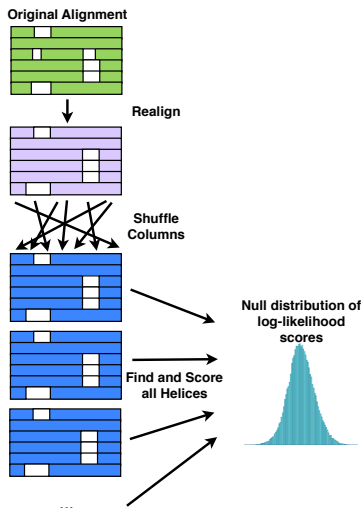 Original Alignment
Realign
Shuffle
Columns
Null distribution of
log-likelihood
scores
Find and Score
all Helices